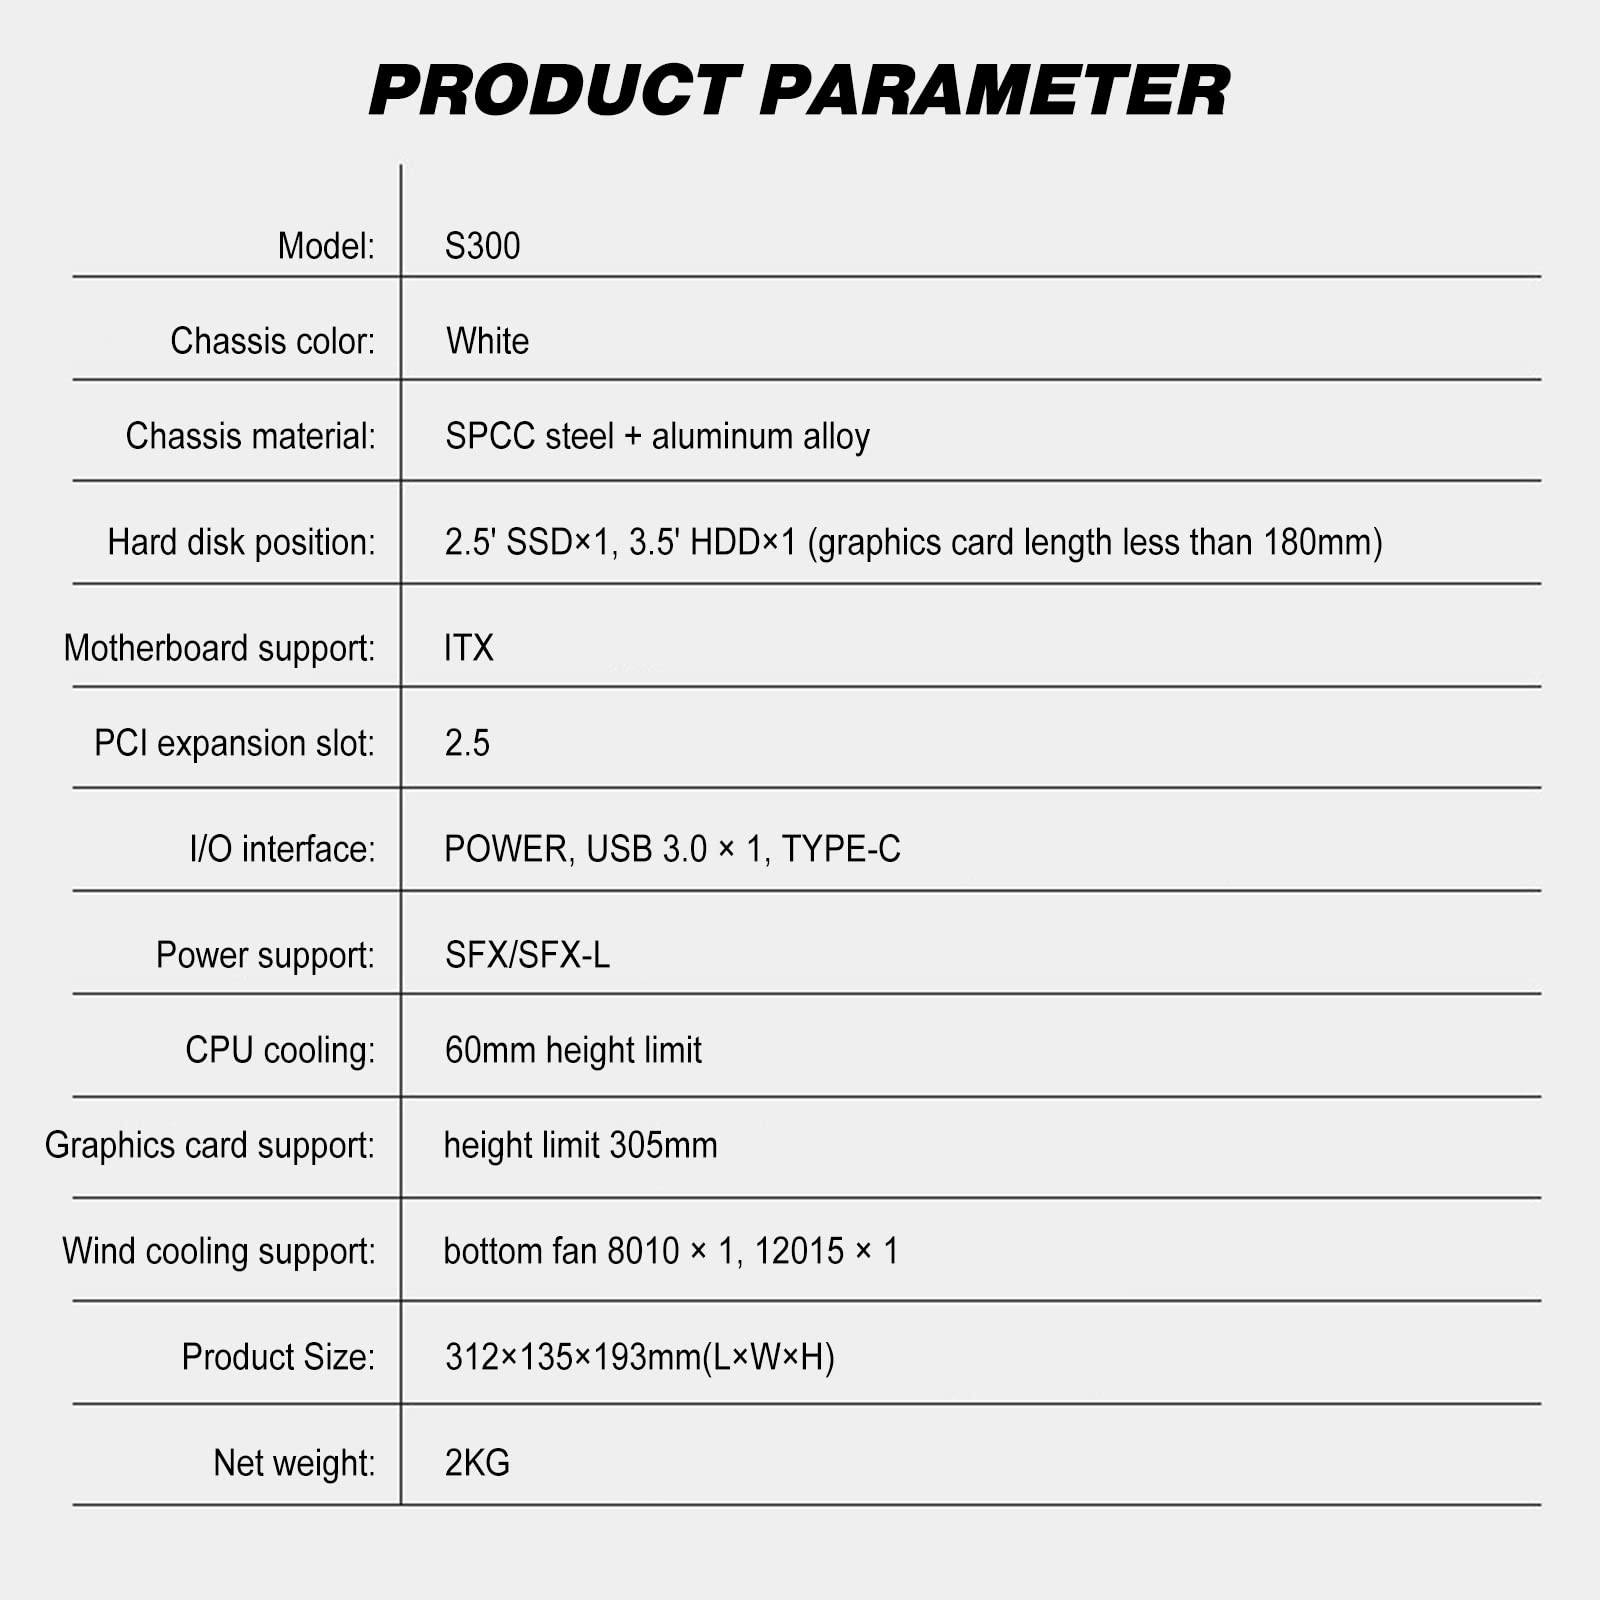 PRODUCT PARAMETER
Model: S300
Chassis color: White
Chassis material: SPCC steel + aluminum alloy
Hard disk position: 2.5' SSD×1, 3.5' HDD×1 (graphics card length less than 180mm)
Motherboard support: ITX
PCI expansion slot: 2.5
I/O interface: POWER, USB 3.0 × 1, TYPE-C
Power support: SFX/SFX-L
CPU cooling: 60mm height limit
Graphics card support: height limit 305mm
Wind cooling support: bottom fan 8010 × 1, 12015 × 1
Product Size: 312×135×193mm(L×W×H)
Net weight: 2KG